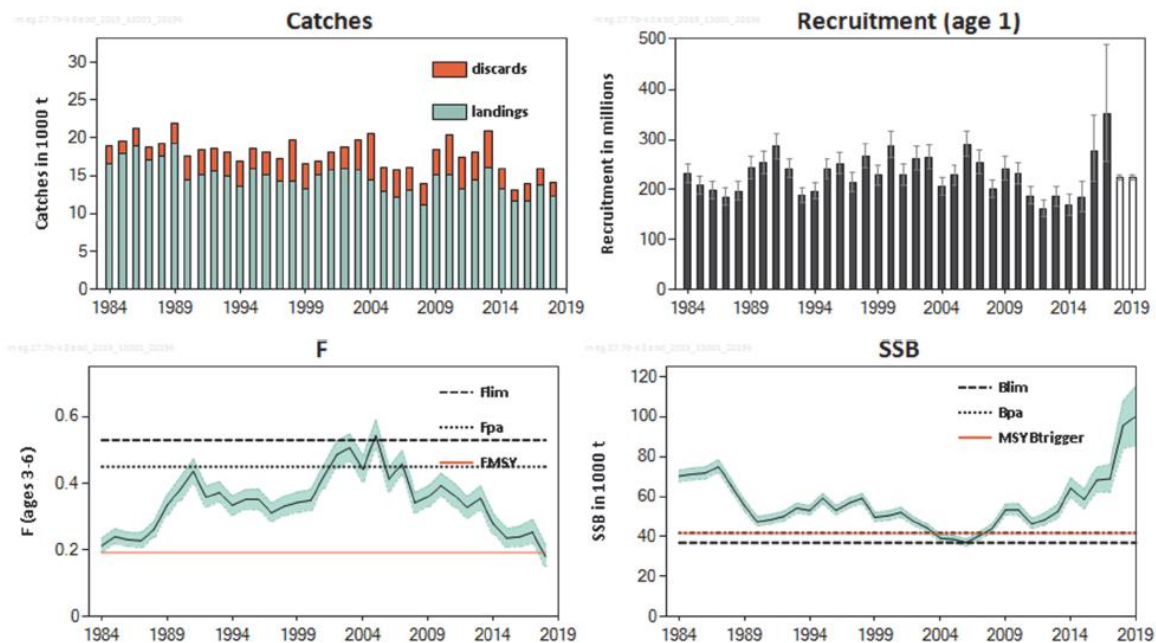 Catches
Catches in 1000 t
30
25
20
15
10
5
0
discards
landings
1984 1989 1994 1999 2004 2009 2014 2019
Recruitment (age 1)
Recruitment in millions
500
400
300
200
100
0
1984 1989 1994 1999 2004 2009 2014 2019
F
F (ages 3-6)
0.6
0.4
0.2
0
Flim
Fpa
FMSY
1984 1989 1994 1999 2004 2009 2014 2019
SSB
SSB in 1000 t
120
100
80
60
40
20
0
Blim
Bpa
MSYBtrigger
1984 1989 1994 1999 2004 2009 2014 2019